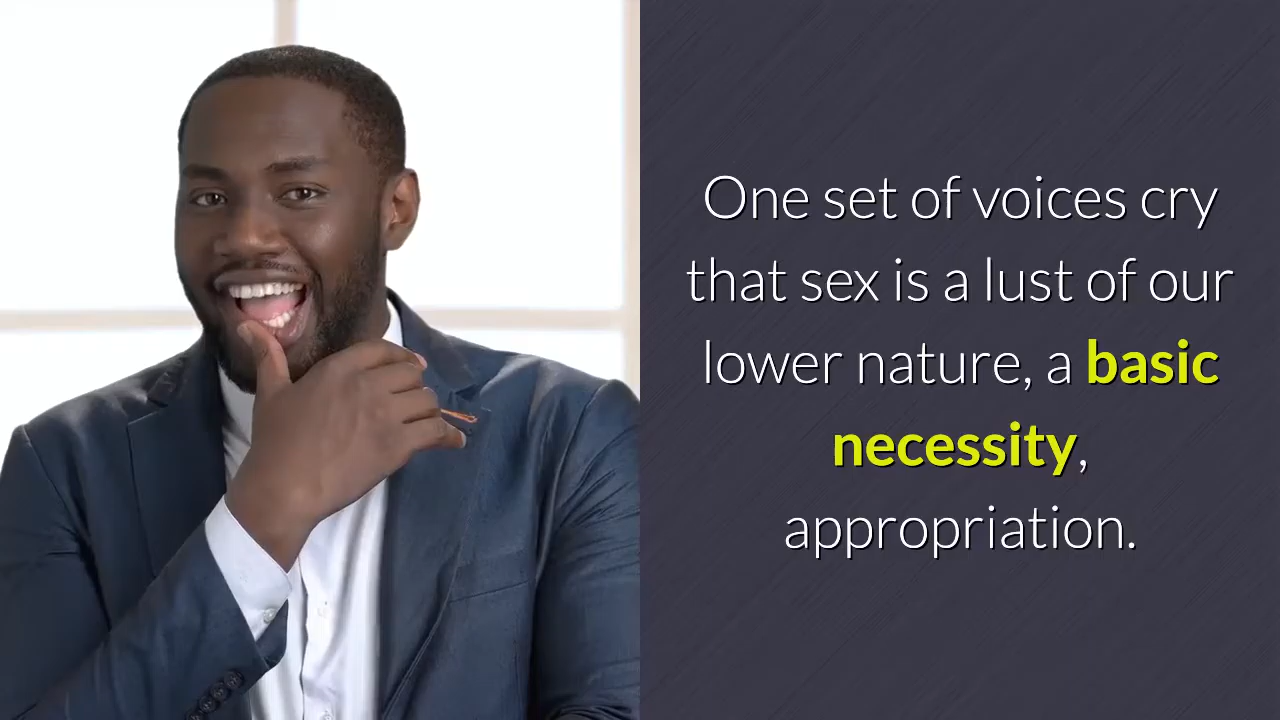 One set of voices cry
that sex is a lust of our
lower nature, a basic
necessity,
appropriation.